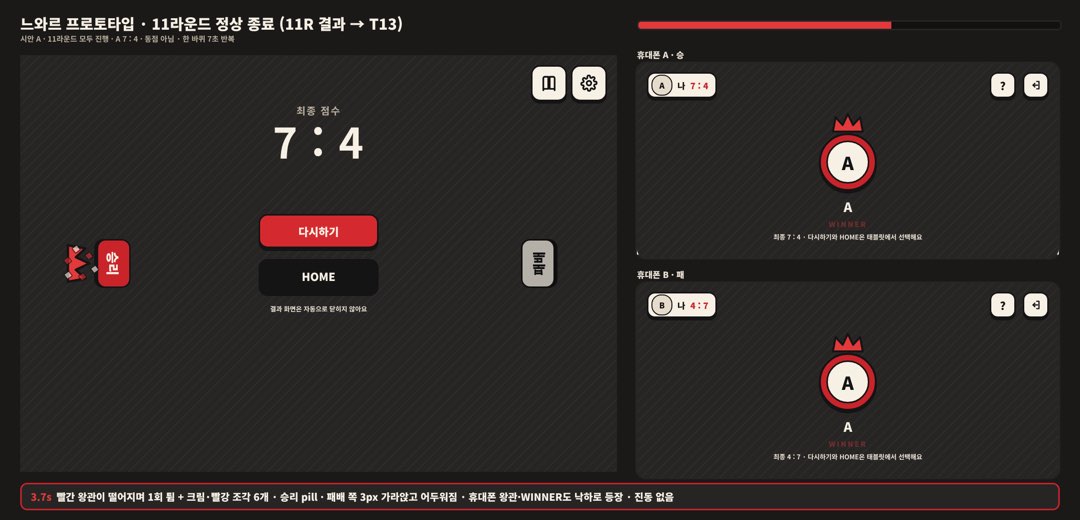 느와르 프로토타입 · 11라운드 정상 종료 (11R 결과 → T13)
시안 A · 11라운드 모두 진행 · A 7 : 4 · 동점 아님 · 한 바퀴 7초 반복
최종 점수
7 : 4
다시하기
HOME
결과 화면은 자동으로 닫히지 않아요
승리
패배
휴대폰 A · 승
A 나 7 : 4
?
A
A
WINNER
최종 7 : 4 · 다시하기와 HOME은 태블릿에서 선택해요
휴대폰 B · 패
B 나 4 : 7
?
A
A
WINNER
최종 4 : 7 · 다시하기와 HOME은 태블릿에서 선택해요
3.7s 빨간 왕관이 떨어지며 1회 튐 + 크림·빨강 조각 6개 · 승리 pill · 패배 쪽 3px 가라앉고 어두워짐 · 휴대폰 왕관·WINNER도 낙하로 등장 · 진동 없음